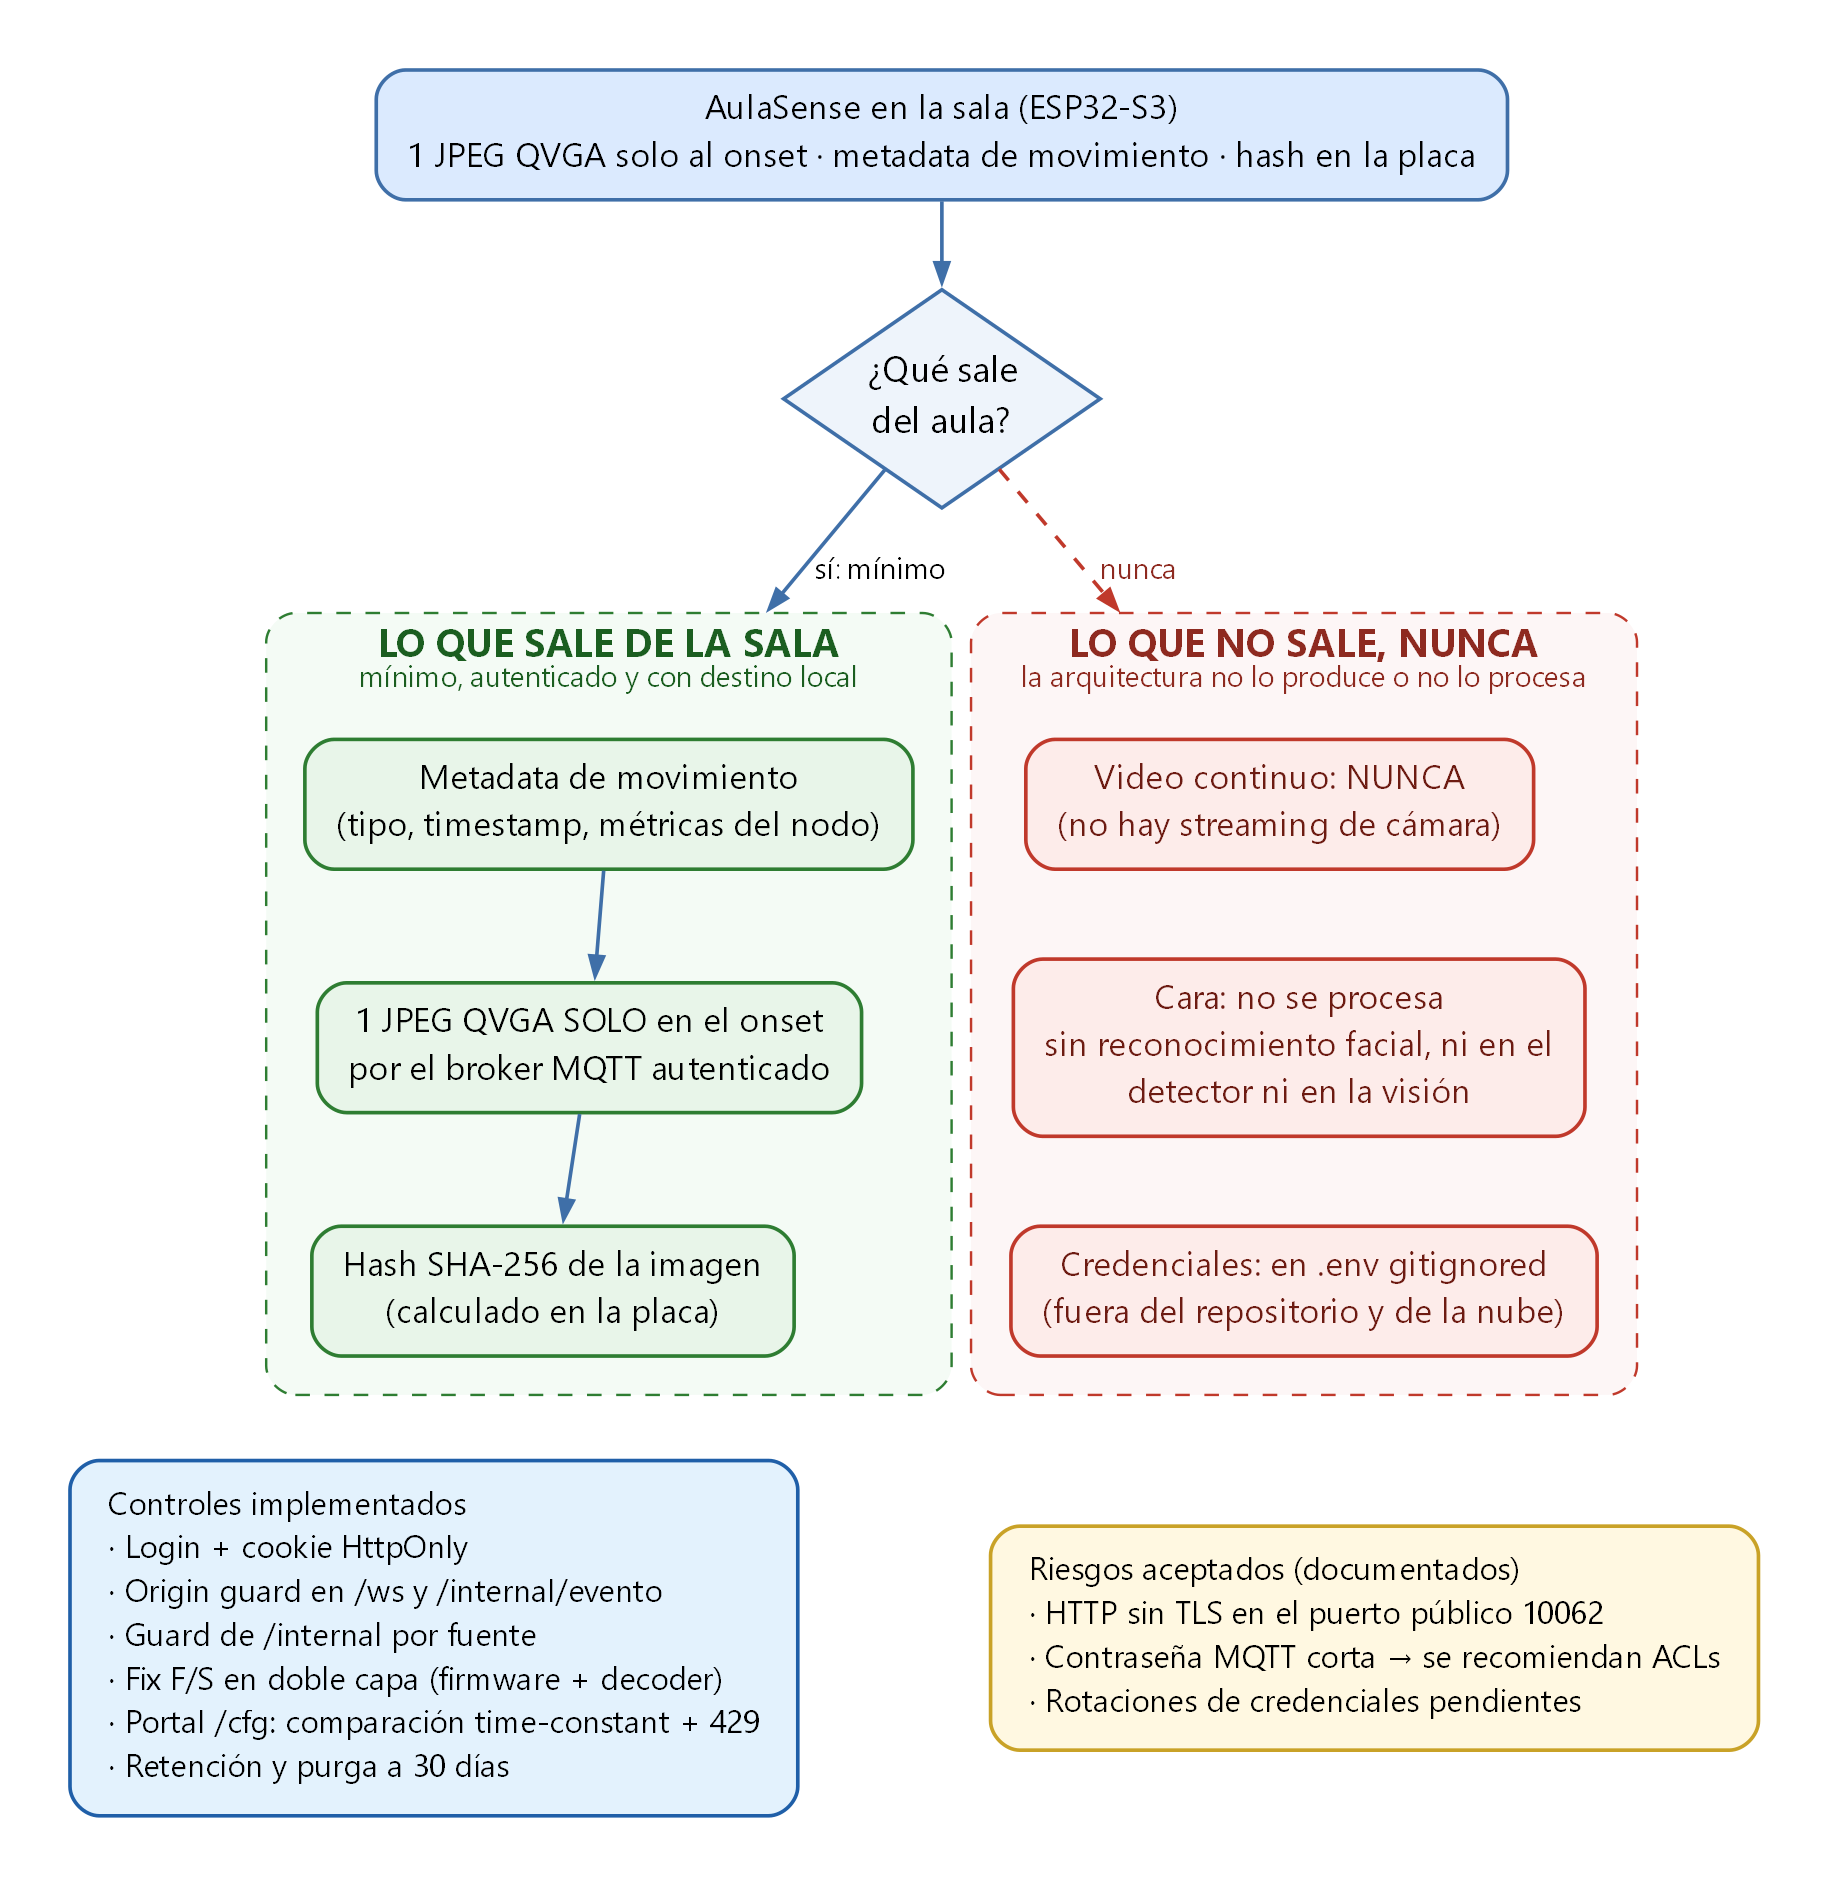 AulaSense en la sala (ESP32-S3)
1 JPEG QVGA solo al onset · metadata de movimiento · hash en la placa
¿Qué sale
del aula?
sí: mínimo
nunca
LO QUE SALE DE LA SALA
mínimo, autenticado y con destino local
Metadata de movimiento
(tipo, timestamp, métricas del nodo)
1 JPEG QVGA SOLO en el onset
por el broker MQTT autenticado
Hash SHA-256 de la imagen
(calculado en la placa)
LO QUE NO SALE, NUNCA
la arquitectura no lo produce o no lo procesa
Video continuo: NUNCA
(no hay streaming de cámara)
Cara: no se procesa
sin reconocimiento facial, ni en el
detector ni en la visión
Credenciales: en .env gitignored
(fuera del repositorio y de la nube)
Controles implementados
· Login + cookie HttpOnly
· Origin guard en /ws y /internal/evento
· Guard de /internal por fuente
· Fix F/S en doble capa (firmware + decoder)
· Portal /cfg: comparación time-constant + 429
· Retención y purga a 30 días
Riesgos aceptados (documentados)
· HTTP sin TLS en el puerto público 10062
· Contraseña MQTT corta → se recomiendan ACLs
· Rotaciones de credenciales pendientes